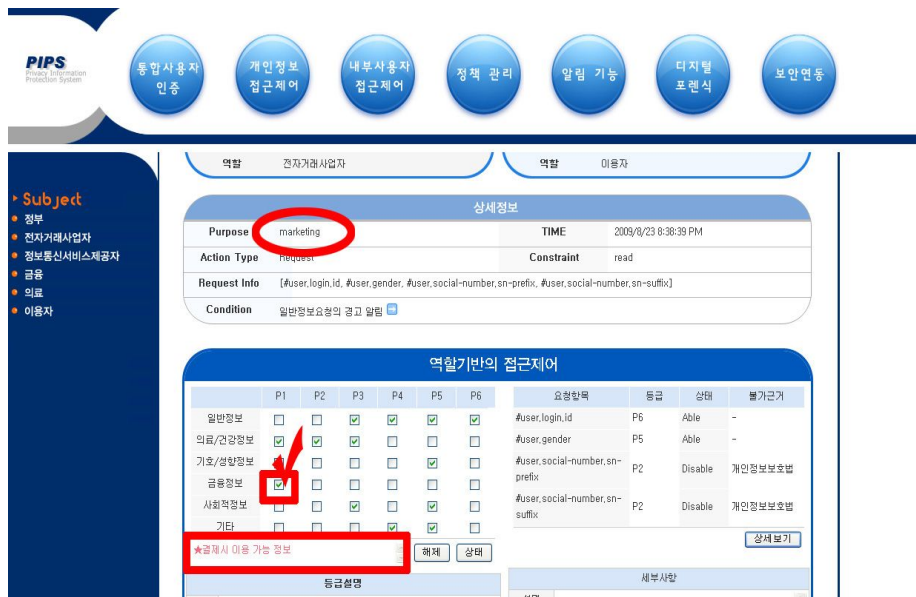 PIPS
Privacy Information
Protection System
통합사용자
인증
개인정보
접근제어
내부사용자
접근제어
정책 관리
알림 기능
디지털
포렌식
보안연동
Subject
정부
전자거래사업자
정보통신서비스제공자
금융
의료
이용자
역할 전자거래사업자 역할 이용자
상세정보
Purpose marketing TIME 2009/8/23 8:38:39 PM
Action Type Request Constraint read
Request Info [#user,login,id, #user,gender, #user,social-number,sn-prefix, #user,social-number,sn-suffix]
Condition 일반정보요청의 경고 알림
역할기반의 접근제어
P1 P2 P3 P4 P5 P6
일반정보
의료/건강정보
기호/성향정보
금융정보
사회적정보
기타
★결제시 이용 가능 정보
해제 상태
등급설명
요청항목 등급 상태 불가근거
#user,login,id P6 Able -
#user,gender P5 Able -
#user,social-number,sn-
prefix P2 Disable 개인정보보호법
#user,social-number,sn-
suffix P2 Disable 개인정보보호법
상세보기
세부사항